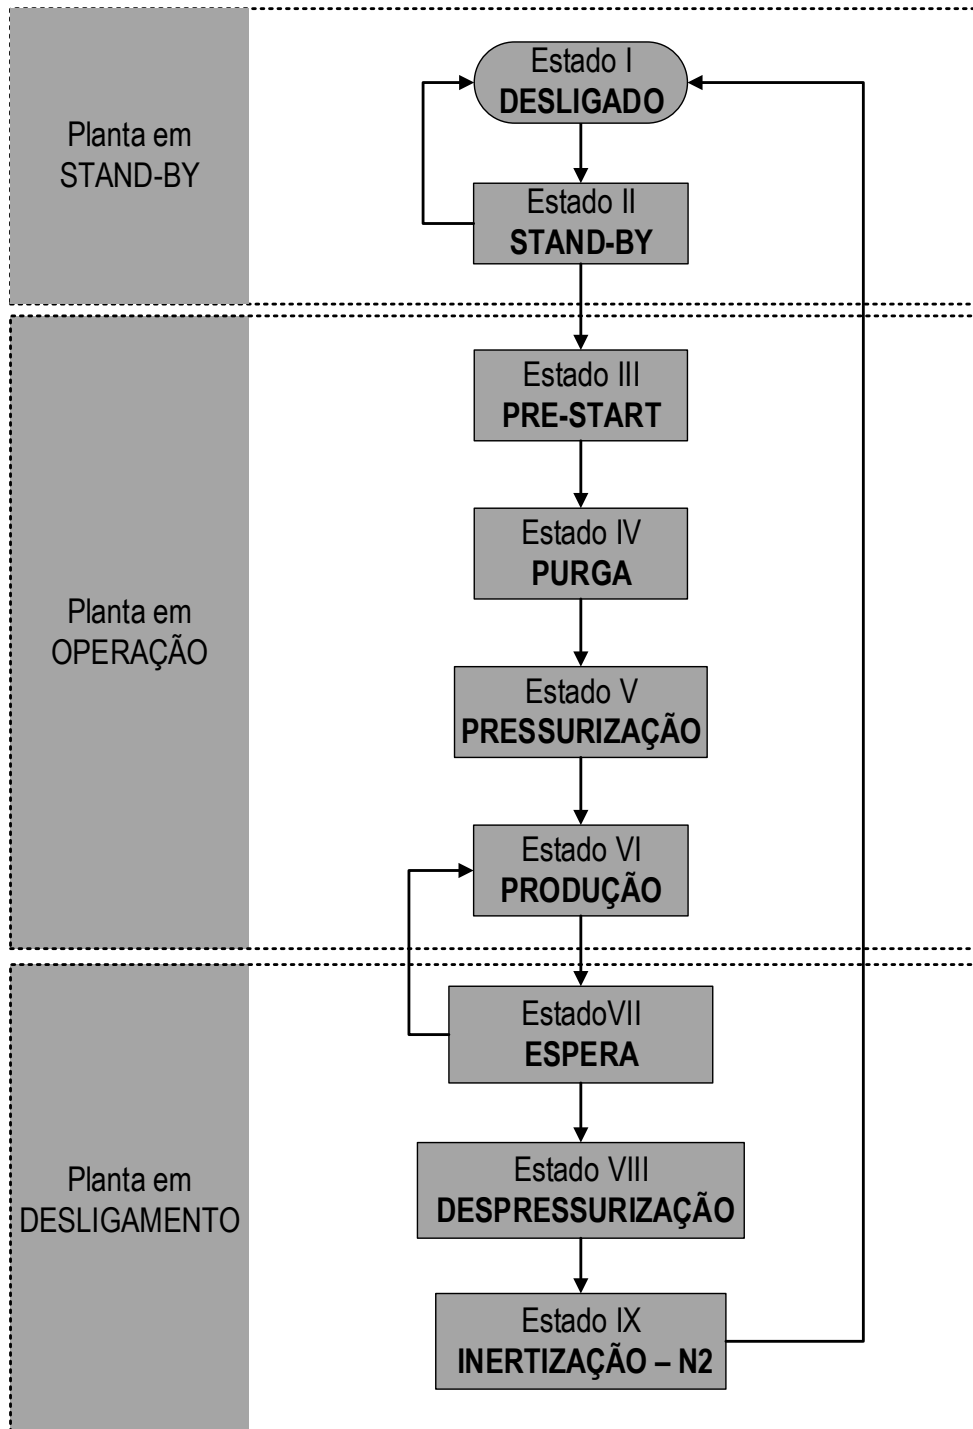 Planta em
STAND-BY
Estado I
DESLIGADO
Estado II
STAND-BY
Planta em
OPERAÇÃO
Estado III
PRE-START
Estado IV
PURGA
Estado V
PRESSURIZAÇÃO
Estado VI
PRODUÇÃO
Planta em
DESLIGAMENTO
EstadoVII
ESPERA
Estado VIII
DESPRESSURIZAÇÃO
Estado IX
INERTIZAÇÃO – N2